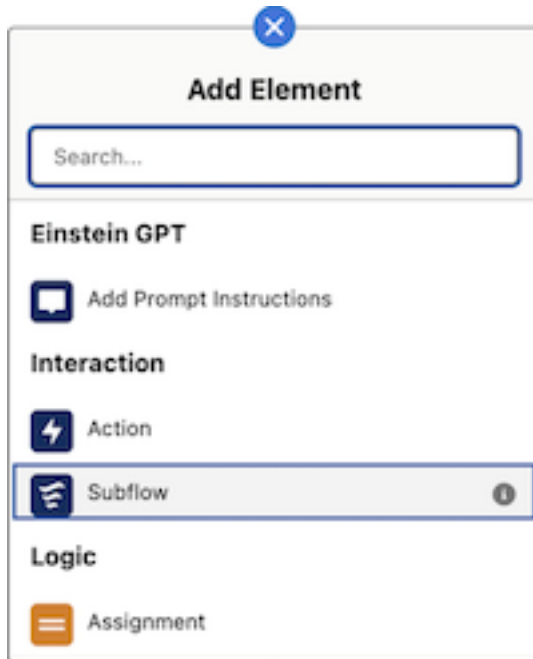 Add Element
Search...
Einstein GPT
Add Prompt Instructions
Interaction
Action
Subflow
Logic
Assignment